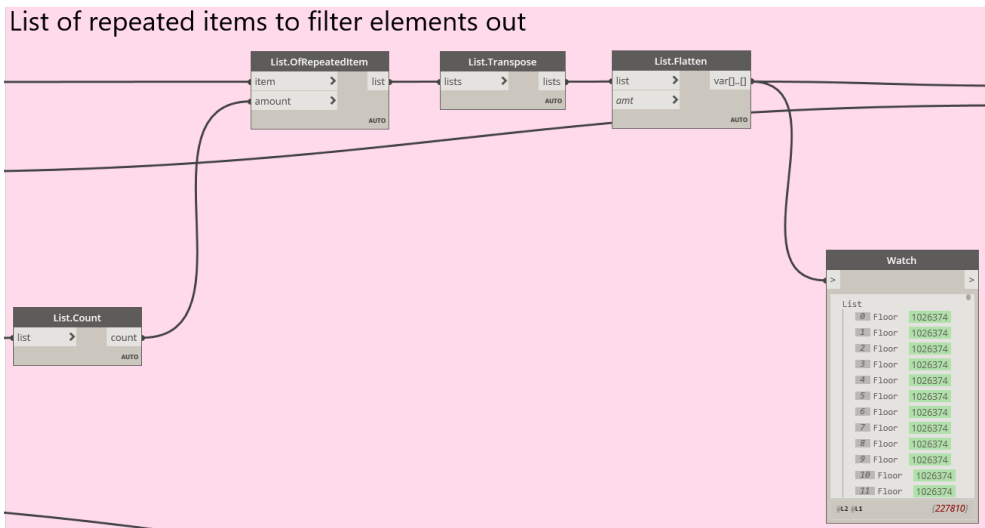 List of repeated items to filter elements out
List.OfRepeatedItem
item > list
amount >
AUTO
List.Transpose
lists > lists
AUTO
List.Flatten
list > var[]..[]
amt >
AUTO
List.Count
list > count
AUTO
Watch
> >
List
0 Floor 1026374
1 Floor 1026374
2 Floor 1026374
3 Floor 1026374
4 Floor 1026374
5 Floor 1026374
6 Floor 1026374
7 Floor 1026374
8 Floor 1026374
9 Floor 1026374
10 Floor 1026374
11 Floor 1026374
@L2 @L1 {227810}